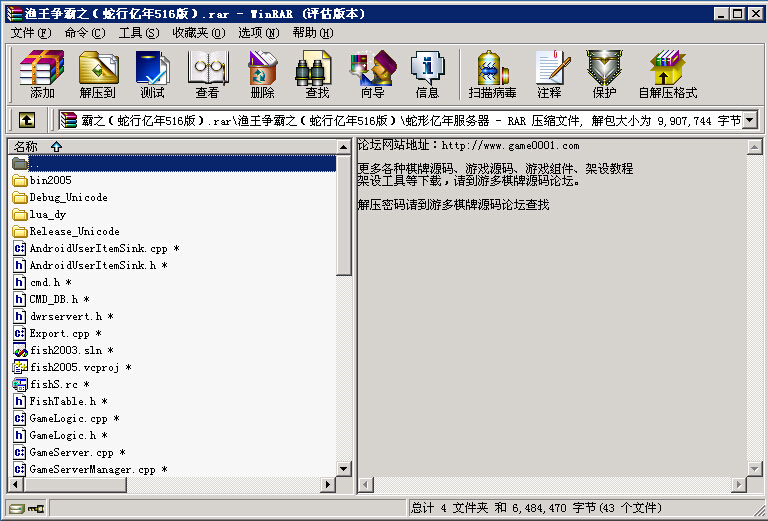 渔王争霸之（蛇行亿年516版）.rar - WinRAR (评估版本)
文件(F) 命令(C) 工具(S) 收藏夹(O) 选项(N) 帮助(H)
添加 解压到 测试 查看 删除 查找 向导 信息 扫描病毒 注释 保护 自解压格式
霸之（蛇行亿年516版）.rar\渔王争霸之（蛇行亿年516版）\蛇形亿年服务器 - RAR 压缩文件, 解包大小为 9,907,744 字节
名称
..
bin2005
Debug_Unicode
lua_dy
Release_Unicode
AndroidUserItemSink.cpp *
AndroidUserItemSink.h *
cmd.h *
CMD_DB.h *
dwrservert.h *
Export.cpp *
fish2003.sln *
fish2005.vcproj *
fishS.rc *
FishTable.h *
GameLogic.cpp *
GameLogic.h *
GameServer.cpp *
GameServerManager.cpp *
论坛网站地址：http://www.game0001.com
更多各种棋牌源码、游戏源码、游戏组件、架设教程
架设工具等下载，请到游多棋牌源码论坛。
解压密码请到游多棋牌源码论坛查找
总计 4 文件夹 和 6,484,470 字节(43 个文件)